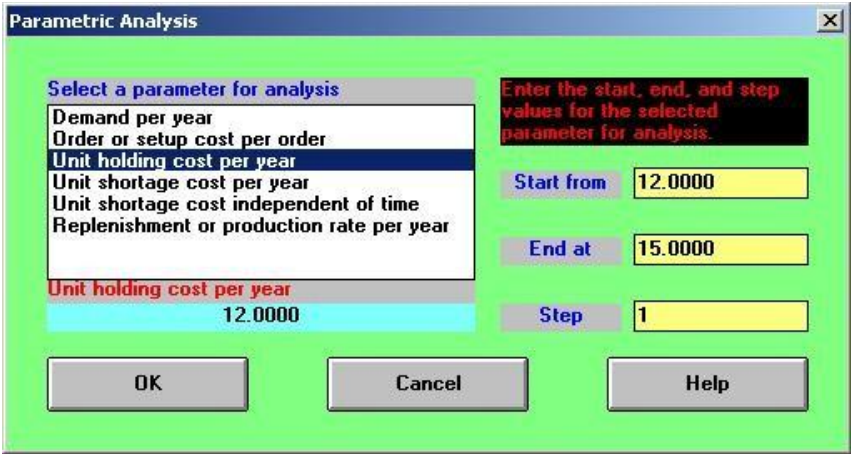 Parametric Analysis
Select a parameter for analysis
Demand per year
Order or setup cost per order
Unit holding cost per year
Unit shortage cost per year
Unit shortage cost independent of time
Replenishment or production rate per year
Unit holding cost per year
12.0000
Enter the start, end, and step
values for the selected
parameter for analysis.
Start from 12.0000
End at 15.0000
Step 1
OK Cancel Help